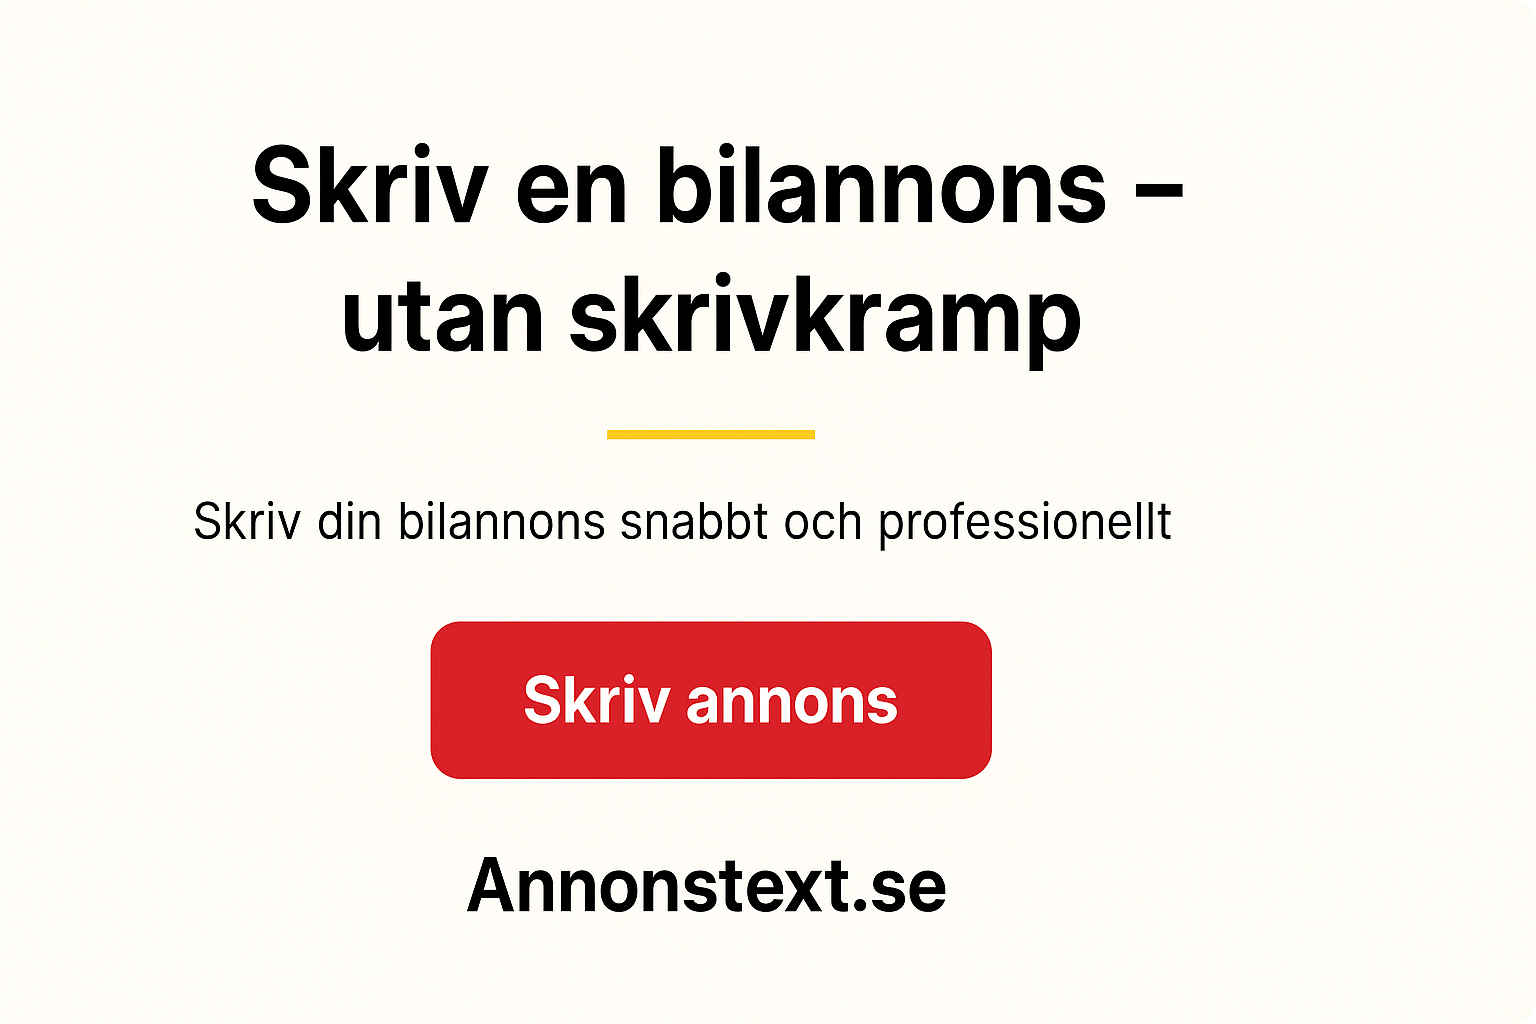 Skriv en bilannons –
utan skrivkramp
Skriv din bilannons snabbt och professionellt
Skriv annons
Annonstext.se